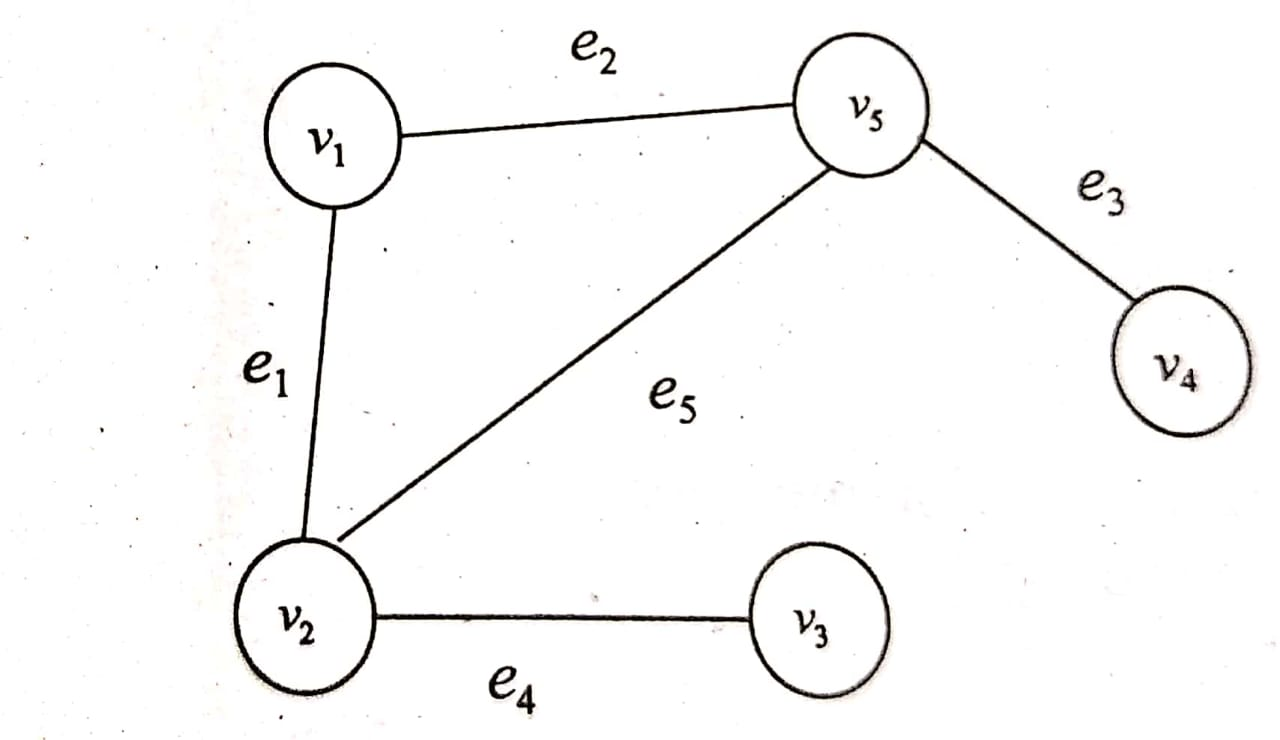 e₂
v₁
v₅
e₃
e₁
v₄
e₅
v₂
v₃
e₄